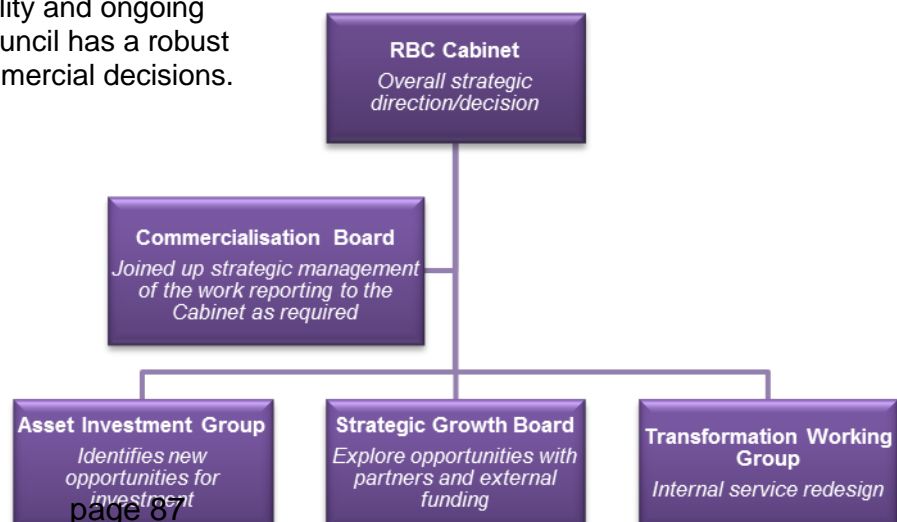 lity and ongoing
uncil has a robust
mercial decisions.
RBC Cabinet
Overall strategic
direction/decision
Commercialisation Board
Joined up strategic management
of the work reporting to the
Cabinet as required
Asset Investment Group
Identifies new
opportunities for
investment
Strategic Growth Board
Explore opportunities with
partners and external
funding
Transformation Working
Group
Internal service redesign
page 87